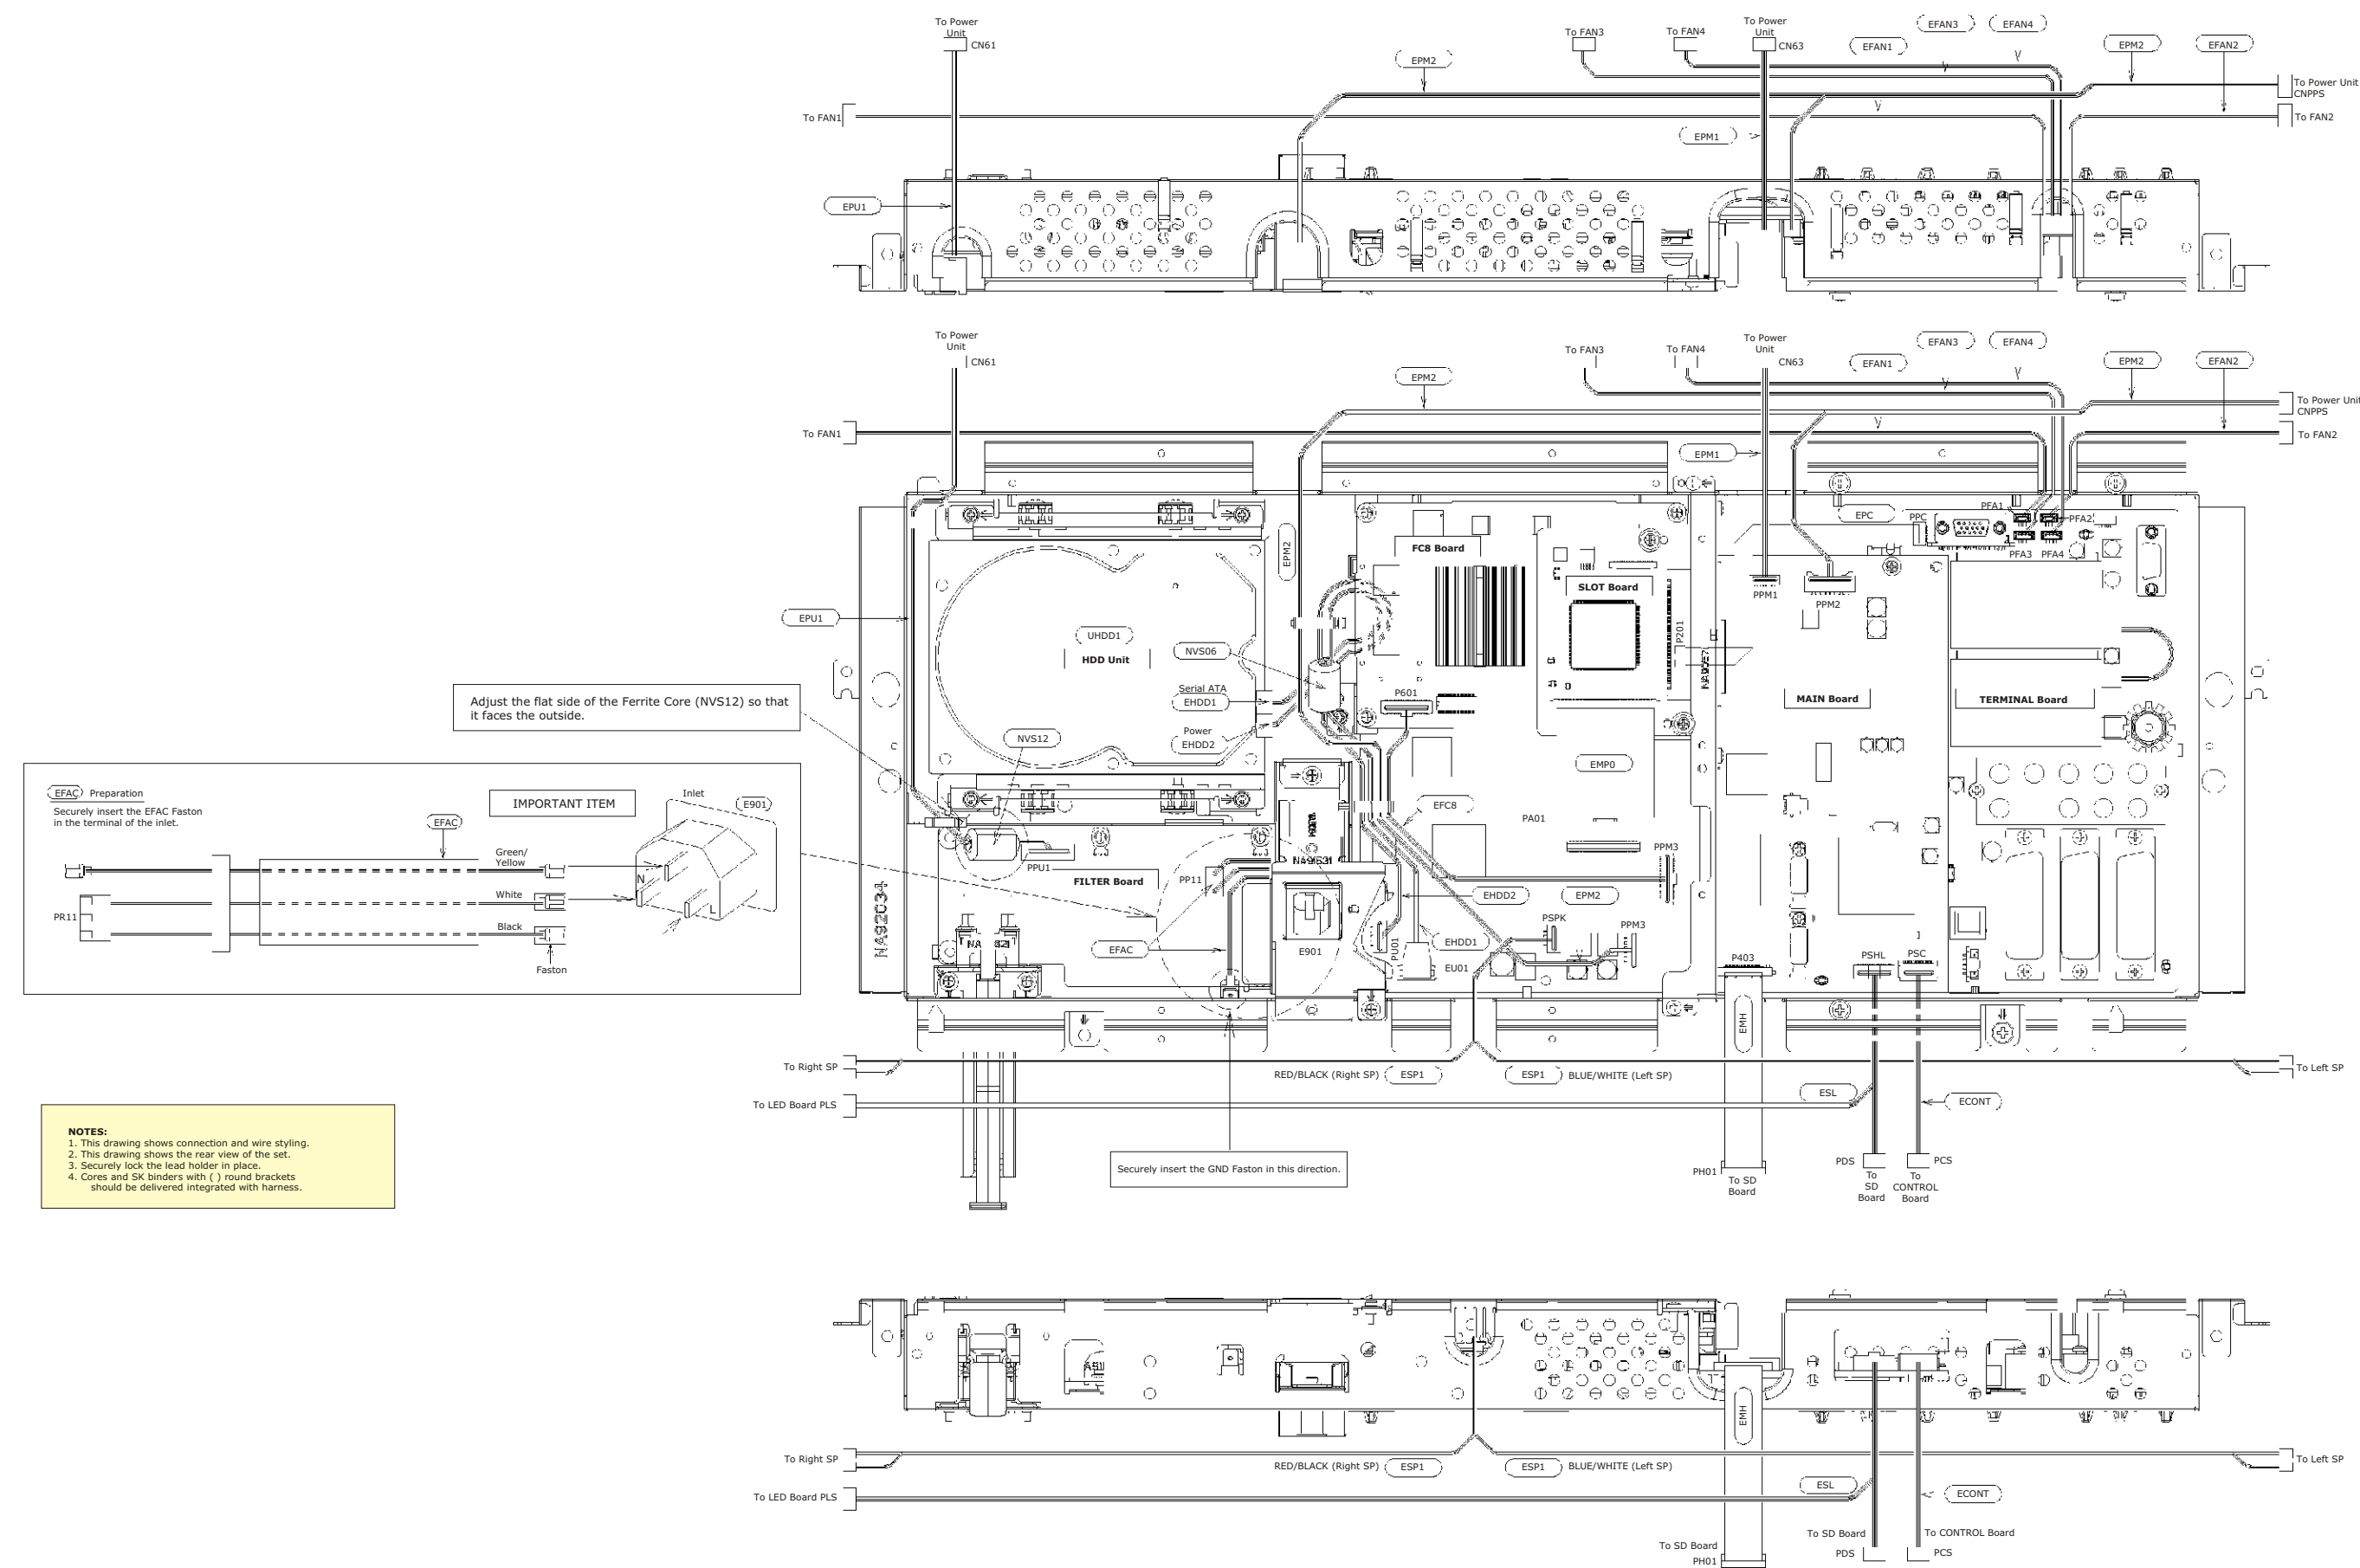 To Power
Unit
CN61
EPM2
To FAN3
To FAN4
To Power
Unit
CN63
EFAN1
EFAN3
EFAN4
EPM2
EFAN2
To Power Unit
CNPPS
To FAN1
To FAN2
EPM1
EPU1
To Power
Unit
CN61
EPM2
To FAN3
To FAN4
To Power
Unit
CN63
EFAN1
EFAN3
EFAN4
EPM2
EFAN2
To Power Unit
CNPPS
To FAN1
To FAN2
EPM1
EPM2
FC8 Board
SLOT Board
EPC
PPC
PFA1
PFA2
PFA3
PFA4
PPM1
PPM2
EPU1
UHDD1
HDD Unit
NVS06
P201
Serial ATA
EHDD1
P601
Power
EHDD2
MAIN Board
TERMINAL Board
Adjust the flat side of the Ferrite Core (NVS12) so that
it faces the outside.
NVS12
EMP0
EFAC Preparation
Securely insert the EFAC Faston
in the terminal of the inlet.
IMPORTANT ITEM
Inlet
E901
EFAC
Green/
Yellow
N
White
L
PR11
Black
Faston
EFC8
PA01
PPM3
PPU1
FILTER Board
PP11
NA92034
EHDD2
EPM2
EFAC
E901
PU01
EHDD1
EU01
PSPK
PPM3
P403
PSHL
PSC
EMH
To Right SP
RED/BLACK (Right SP)
ESP1
ESP1
BLUE/WHITE (Left SP)
To Left SP
To LED Board PLS
ESL
ECONT
NOTES:
1. This drawing shows connection and wire styling.
2. This drawing shows the rear view of the set.
3. Securely lock the lead holder in place.
4. Cores and SK binders with ( ) round brackets
should be delivered integrated with harness.
Securely insert the GND Faston in this direction.
PH01
To SD
Board
PDS
To
SD
Board
PCS
To
CONTROL
Board
EMH
To Right SP
RED/BLACK (Right SP)
ESP1
ESP1
BLUE/WHITE (Left SP)
To Left SP
To LED Board PLS
ESL
ECONT
To SD Board
PH01
To SD Board
PDS
To CONTROL Board
PCS